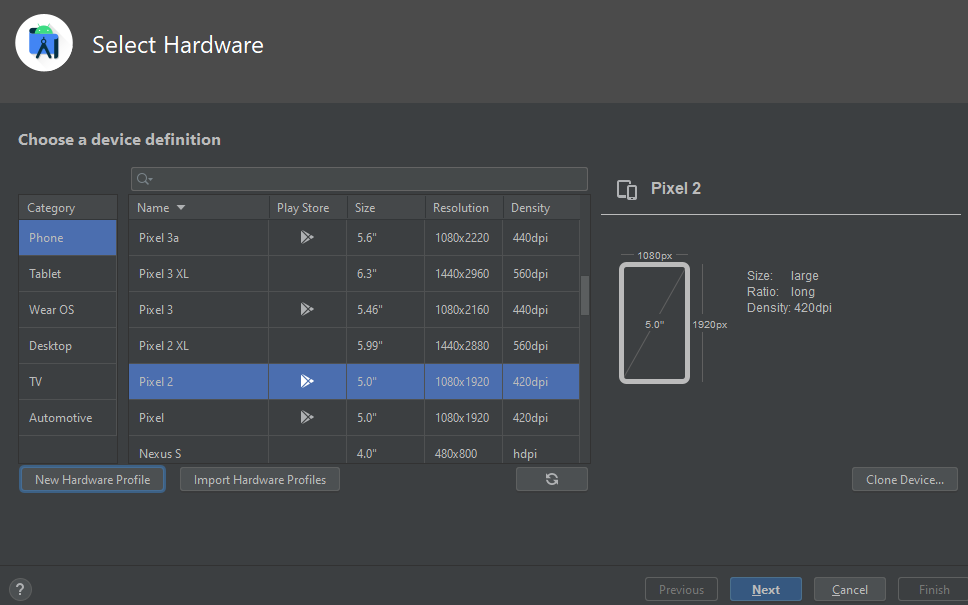 Select Hardware
Choose a device definition
Category
Phone
Tablet
Wear OS
Desktop
TV
Automotive
Name Play Store Size Resolution Density
Pixel 3a 5.6" 1080x2220 440dpi
Pixel 3 XL 6.3" 1440x2960 560dpi
Pixel 3 5.46" 1080x2160 440dpi
Pixel 2 XL 5.99" 1440x2880 560dpi
Pixel 2 5.0" 1080x1920 420dpi
Pixel 5.0" 1080x1920 420dpi
Nexus S 4.0" 480x800 hdpi
New Hardware Profile Import Hardware Profiles
Pixel 2
1080px
5.0"
1920px
Size: large
Ratio: long
Density: 420dpi
Clone Device...
? Previous Next Cancel Finish